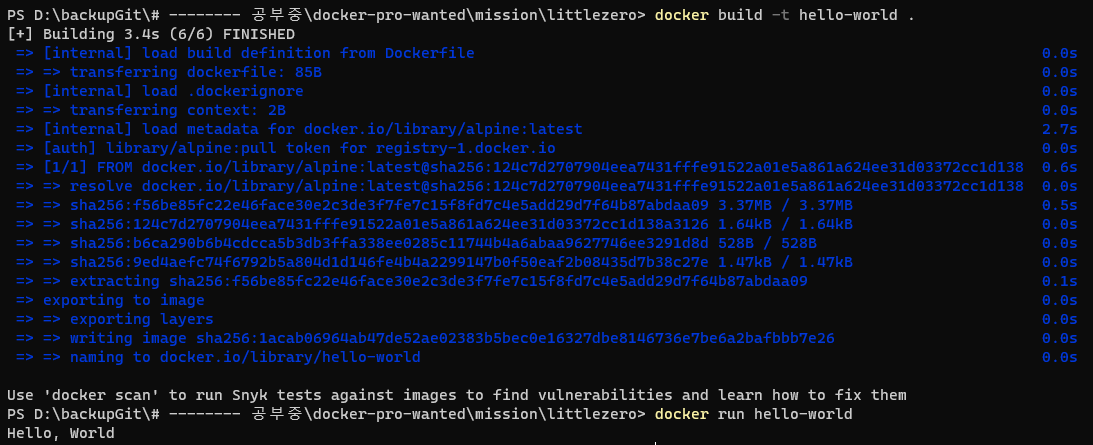 PS D:\backupGit\# -------- 공부중\docker-pro-wanted\mission\littlezero> docker build -t hello-world .
[+] Building 3.4s (6/6) FINISHED
=> [internal] load build definition from Dockerfile 0.0s
=> => transferring dockerfile: 85B 0.0s
=> [internal] load .dockerignore 0.0s
=> => transferring context: 2B 0.0s
=> [internal] load metadata for docker.io/library/alpine:latest 2.7s
=> [auth] library/alpine:pull token for registry-1.docker.io 0.0s
=> [1/1] FROM docker.io/library/alpine:latest@sha256:124c7d2707904eea7431fffe91522a01e5a861a624ee31d03372cc1d138 0.6s
=> => resolve docker.io/library/alpine:latest@sha256:124c7d2707904eea7431fffe91522a01e5a861a624ee31d03372cc1d138 0.0s
=> => sha256:f56be85fc22e46face30e2c3de3f7fe7c15f8fd7c4e5add29d7f64b87abdaa09 3.37MB / 3.37MB 0.5s
=> => sha256:124c7d2707904eea7431fffe91522a01e5a861a624ee31d03372cc1d138a3126 1.64kB / 1.64kB 0.0s
=> => sha256:b6ca290b6b4cdcca5b3db3ffa338ee0285c11744b4a6abaa9627746ee3291d8d 528B / 528B 0.0s
=> => sha256:9ed4aefc74f6792b5a804d1d146fe4b4a2299147b0f50eaf2b08435d7b38c27e 1.47kB / 1.47kB 0.0s
=> => extracting sha256:f56be85fc22e46face30e2c3de3f7fe7c15f8fd7c4e5add29d7f64b87abdaa09 0.1s
=> exporting to image 0.0s
=> => exporting layers 0.0s
=> => writing image sha256:1acab06964ab47de52ae02383b5bec0e16327dbe8146736e7be6a2bafbbb7e26 0.0s
=> => naming to docker.io/library/hello-world 0.0s
Use 'docker scan' to run Snyk tests against images to find vulnerabilities and learn how to fix them
PS D:\backupGit\# -------- 공부중\docker-pro-wanted\mission\littlezero> docker run hello-world
Hello, World